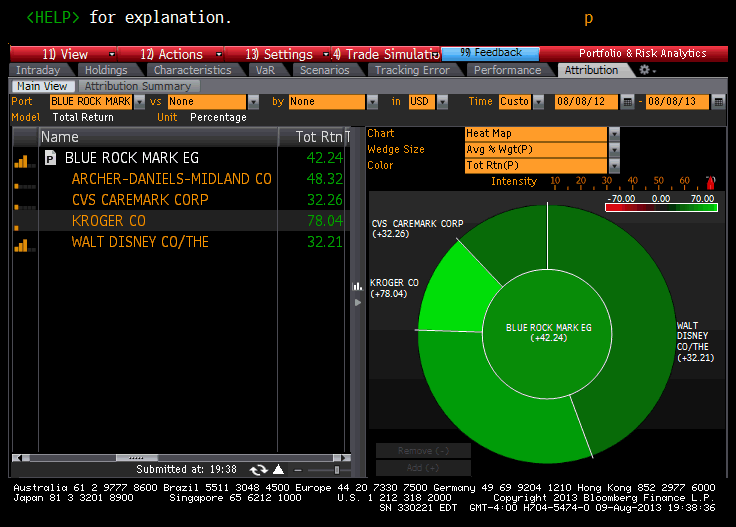 <HELP> for explanation. p
11) View 12) Actions 13) Settings 4) Trade Simulatio 99) Feedback Portfolio & Risk Analytics
Intraday Holdings Characteristics VaR Scenarios Tracking Error Performance Attribution
Main View Attribution Summary
Port BLUE ROCK MARK vs None by None in USD Time Custo 08/08/12 - 08/08/13
Model Total Return Unit Percentage
Name Tot Rtn T
BLUE ROCK MARK EG 42.24
ARCHER-DANIELS-MIDLAND CO 48.32
CVS CAREMARK CORP 32.26
KROGER CO 78.04
WALT DISNEY CO/THE 32.21
Chart Heat Map
Wedge Size Avg % Wgt(P)
Color Tot Rtn(P)
Intensity 10 20 30 40 50 60 70
-70.00 0.00 70.00
CVS CAREMARK CORP
(+32.26)
KROGER CO
(+78.04)
BLUE ROCK MARK EG
(+42.24)
WALT
DISNEY
CO/THE
(+32.21)
Remove (-)
Add (+)
Submitted at: 19:38
Australia 61 2 9777 8600 Brazil 5511 3048 4500 Europe 44 20 7330 7500 Germany 49 69 9204 1210 Hong Kong 852 2977 6000
Japan 81 3 3201 8900 Singapore 65 6212 1000 U.S. 1 212 318 2000 Copyright 2013 Bloomberg Finance L.P.
SN 330221 EDT GMT-4:00 H704-5474-0 09-Aug-2013 19:38:36